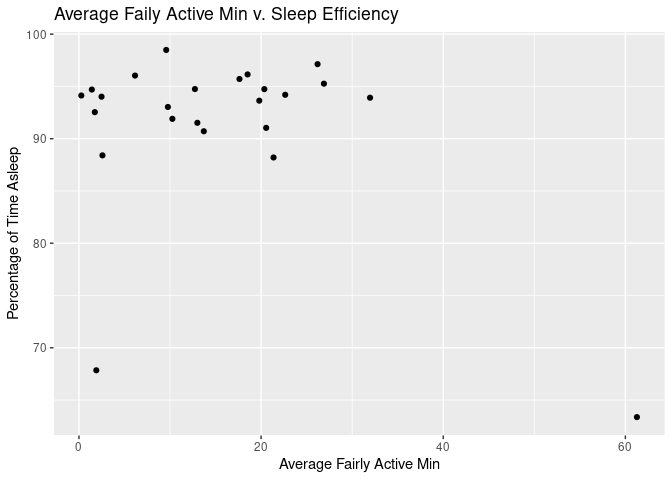 Average Faily Active Min v. Sleep Efficiency
100
90
80
70
Percentage of Time Asleep
0 20 40 60
Average Fairly Active Min